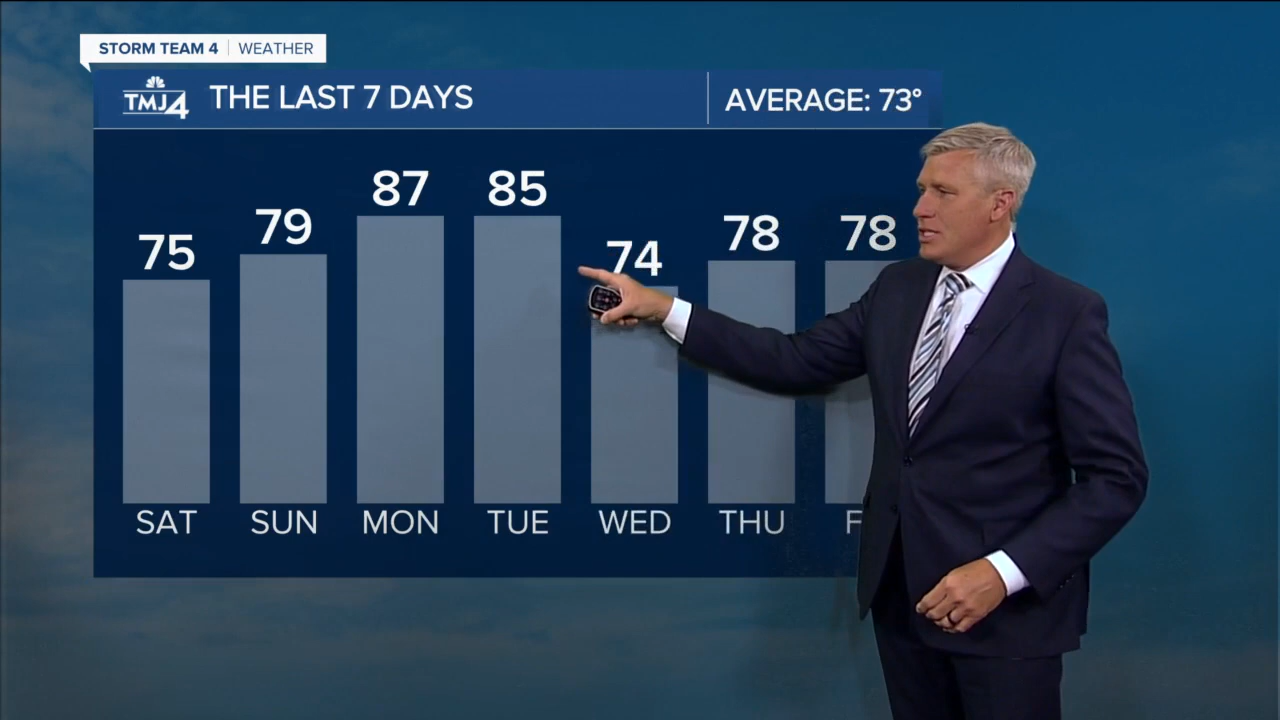 STORM TEAM 4 | WEATHER
TMJ4 THE LAST 7 DAYS AVERAGE: 73°
75 79 87 85 74 78 78
SAT SUN MON TUE WED THU F